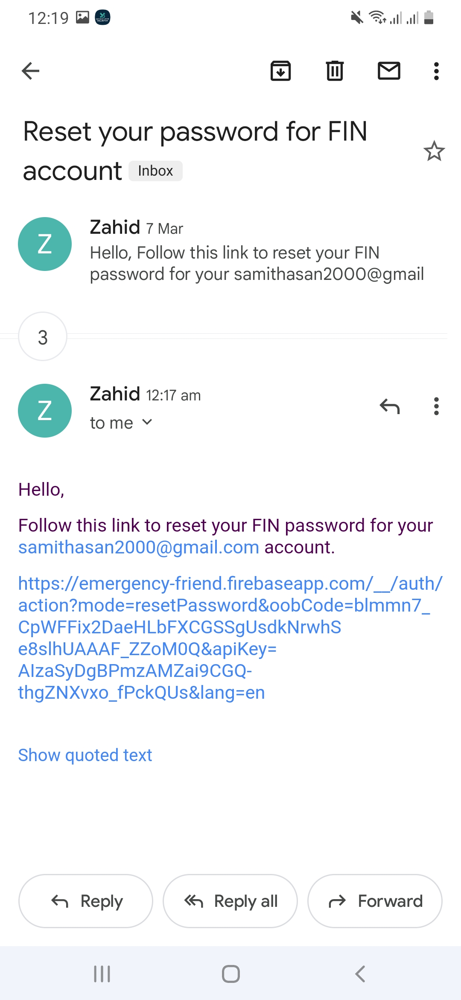 12:19
Reset your password for FIN
account Inbox
Z
Zahid 7 Mar
Hello, Follow this link to reset your FIN
password for your samithasan2000@gmail
3
Z
Zahid 12:17 am
to me
Hello,
Follow this link to reset your FIN password for your
samithasan2000@gmail.com account.
https://emergency-friend.firebaseapp.com/__/auth/
action?mode=resetPassword&oobCode=blmmn7_
CpWFFix2DaeHLbFXCGSSgUsdkNrwhS
e8slhUAAAF_ZZoM0Q&apiKey=
AIzaSyDgBPmzAMZai9CGQ-
thgZNXvxo_fPckQUs&lang=en
Show quoted text
Reply
Reply all
Forward